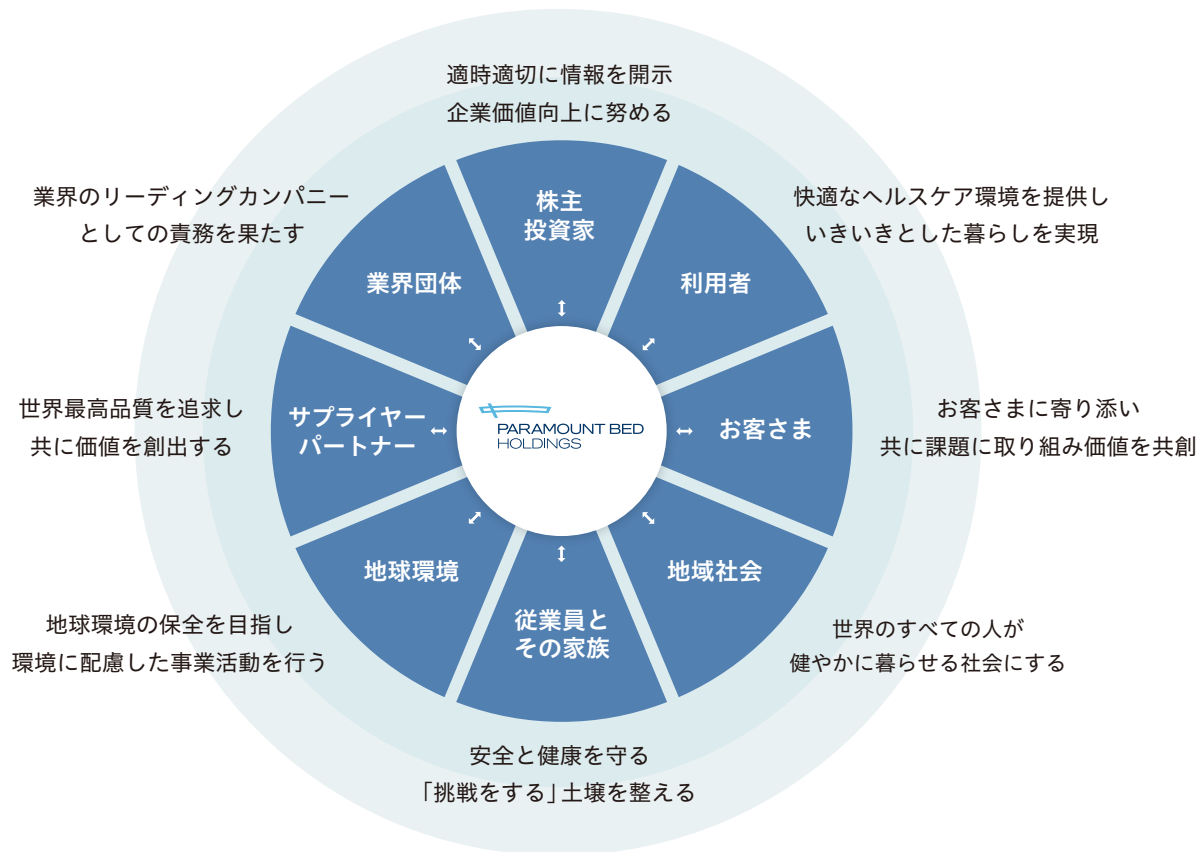 適時適切に情報を開示
企業価値向上に努める
株主
投資家
快適なヘルスケア環境を提供し
いきいきとした暮らしを実現
利用者
お客さまに寄り添い
共に課題に取り組み価値を共創
お客さま
世界のすべての人が
健やかに暮らせる社会にする
地域社会
安全と健康を守る
「挑戦をする」土壌を整える
従業員と
その家族
地球環境の保全を目指し
環境に配慮した事業活動を行う
地球環境
世界最高品質を追求し
共に価値を創出する
サプライヤー
パートナー
業界のリーディングカンパニー
としての責務を果たす
業界団体
PARAMOUNT BED
HOLDINGS